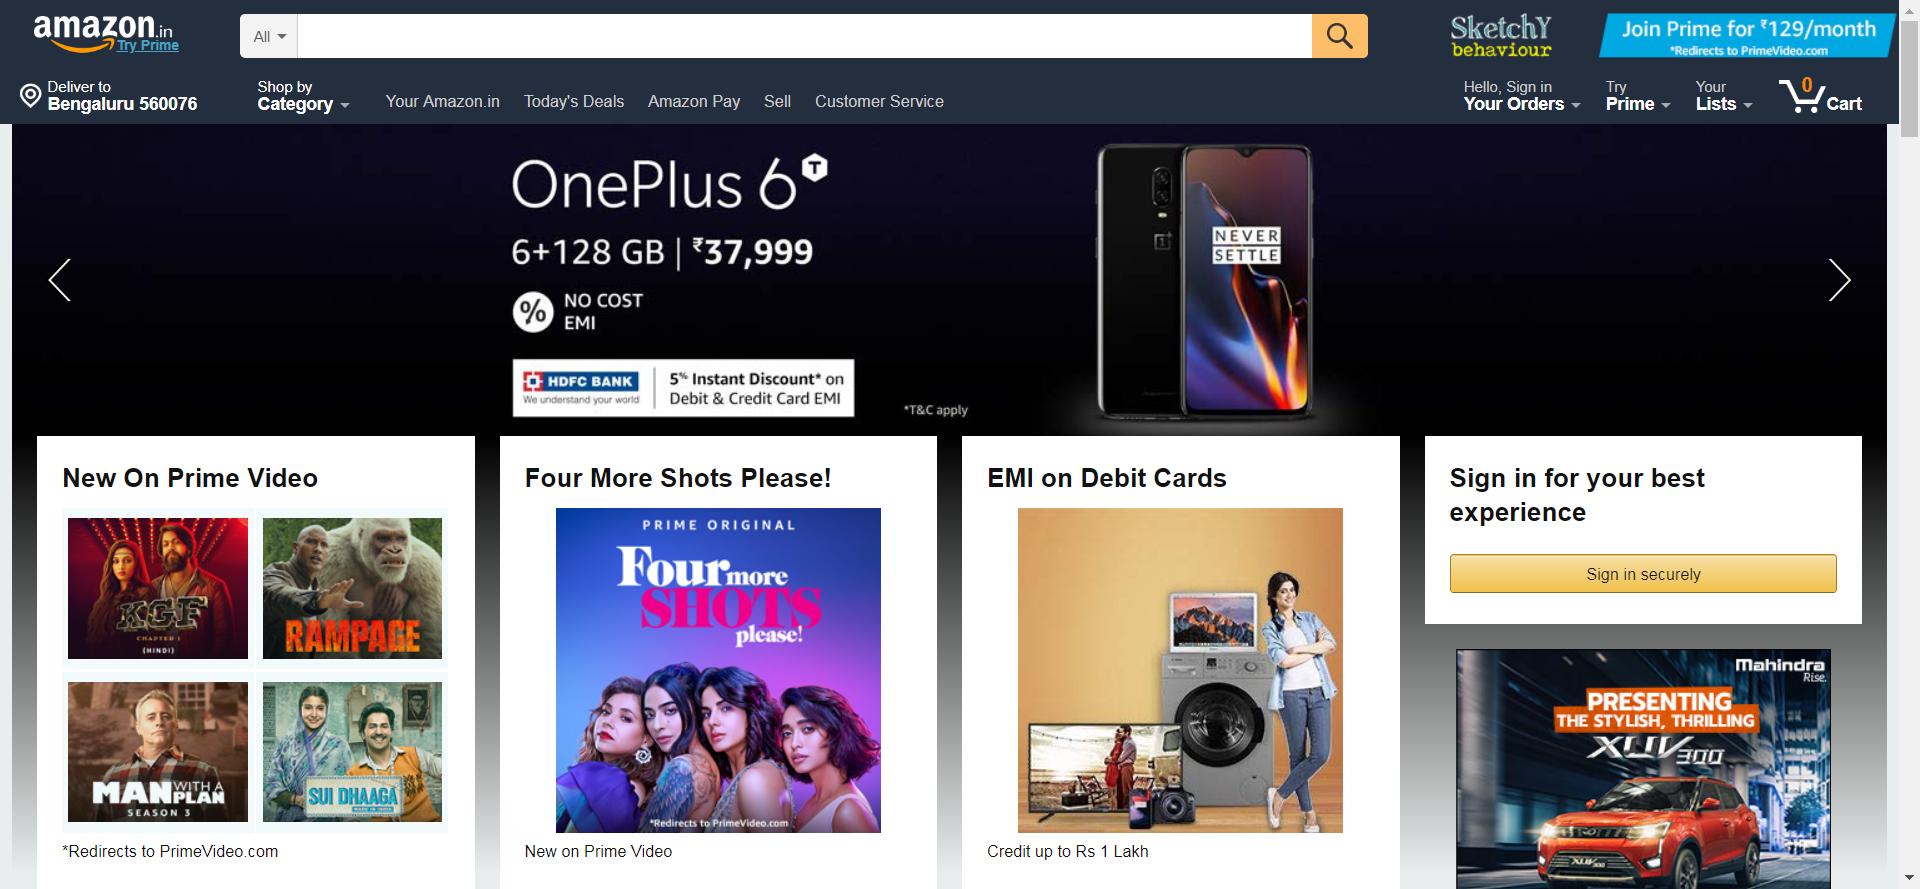 amazon.in
Try Prime
All
SketchY
behaviour
Join Prime for ₹129/month
*Redirects to PrimeVideo.com
Deliver to
Bengaluru 560076
Shop by
Category
Your Amazon.in
Today's Deals
Amazon Pay
Sell
Customer Service
Hello, Sign in
Your Orders
Try
Prime
Your
Lists
0
Cart
OnePlus 6T
6+128 GB | ₹37,999
%
NO COST
EMI
HDFC BANK
We understand your world
5% Instant Discount* on
Debit & Credit Card EMI
*T&C apply
NEVER
SETTLE
New On Prime Video
KGF
CHAPTER 1
(HINDI)
RAMPAGE
MAN WITH A
PLAN
SEASON 3
SUI DHAAGA
MADE IN INDIA
*Redirects to PrimeVideo.com
Four More Shots Please!
PRIME ORIGINAL
Four more
SHOTS
please!
*Redirects to PrimeVideo.com
New on Prime Video
EMI on Debit Cards
Credit up to Rs 1 Lakh
Sign in for your best
experience
Sign in securely
Mahindra
Rise.
PRESENTING
THE STYLISH, THRILLING
XUV300
XUV300